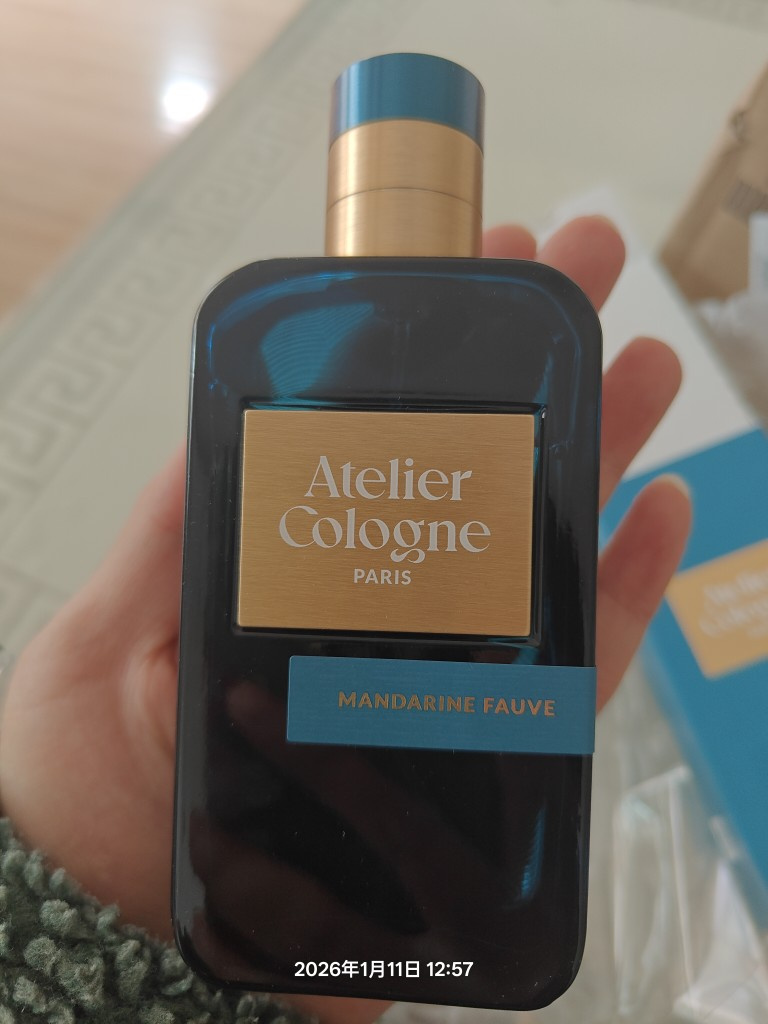 Atelier
Cologne
PARIS
MANDARINE FAUVE
2026年1月11日 12:57